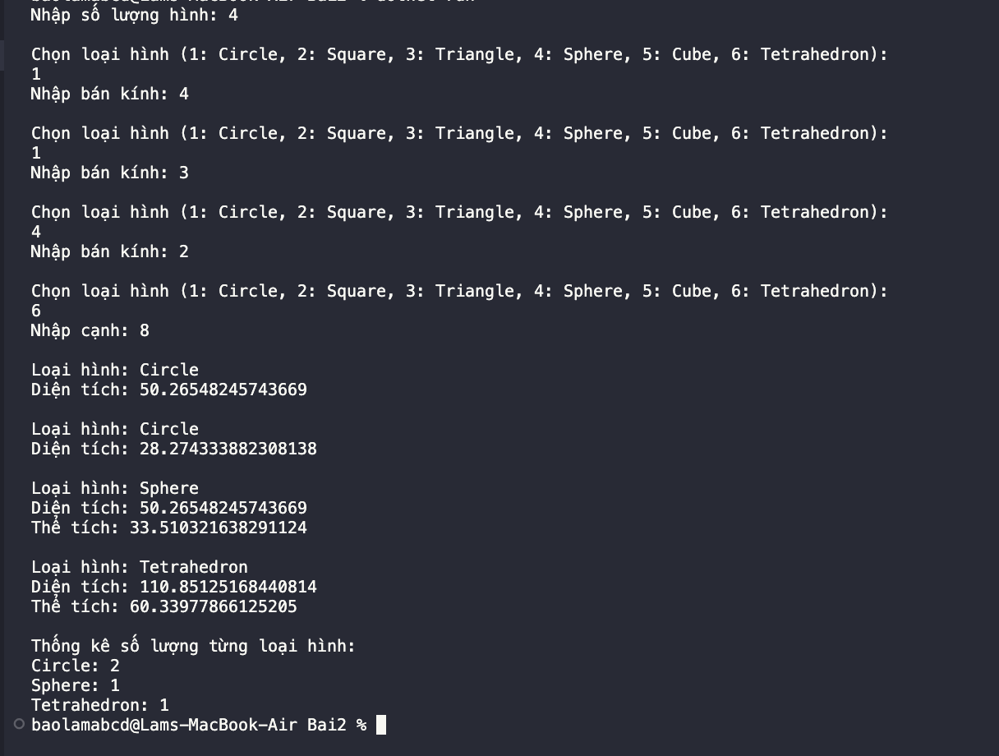 Nhập số lượng hình: 4
Chọn loại hình (1: Circle, 2: Square, 3: Triangle, 4: Sphere, 5: Cube, 6: Tetrahedron):
1
Nhập bán kính: 4
Chọn loại hình (1: Circle, 2: Square, 3: Triangle, 4: Sphere, 5: Cube, 6: Tetrahedron):
1
Nhập bán kính: 3
Chọn loại hình (1: Circle, 2: Square, 3: Triangle, 4: Sphere, 5: Cube, 6: Tetrahedron):
4
Nhập bán kính: 2
Chọn loại hình (1: Circle, 2: Square, 3: Triangle, 4: Sphere, 5: Cube, 6: Tetrahedron):
6
Nhập cạnh: 8
Loại hình: Circle
Diện tích: 50.26548245743669
Loại hình: Circle
Diện tích: 28.274333882308138
Loại hình: Sphere
Diện tích: 50.26548245743669
Thể tích: 33.510321638291124
Loại hình: Tetrahedron
Diện tích: 110.85125168440814
Thể tích: 60.33977866125205
Thống kê số lượng từng loại hình:
Circle: 2
Sphere: 1
Tetrahedron: 1
baolamabcd@Lams-MacBook-Air Bai2 %